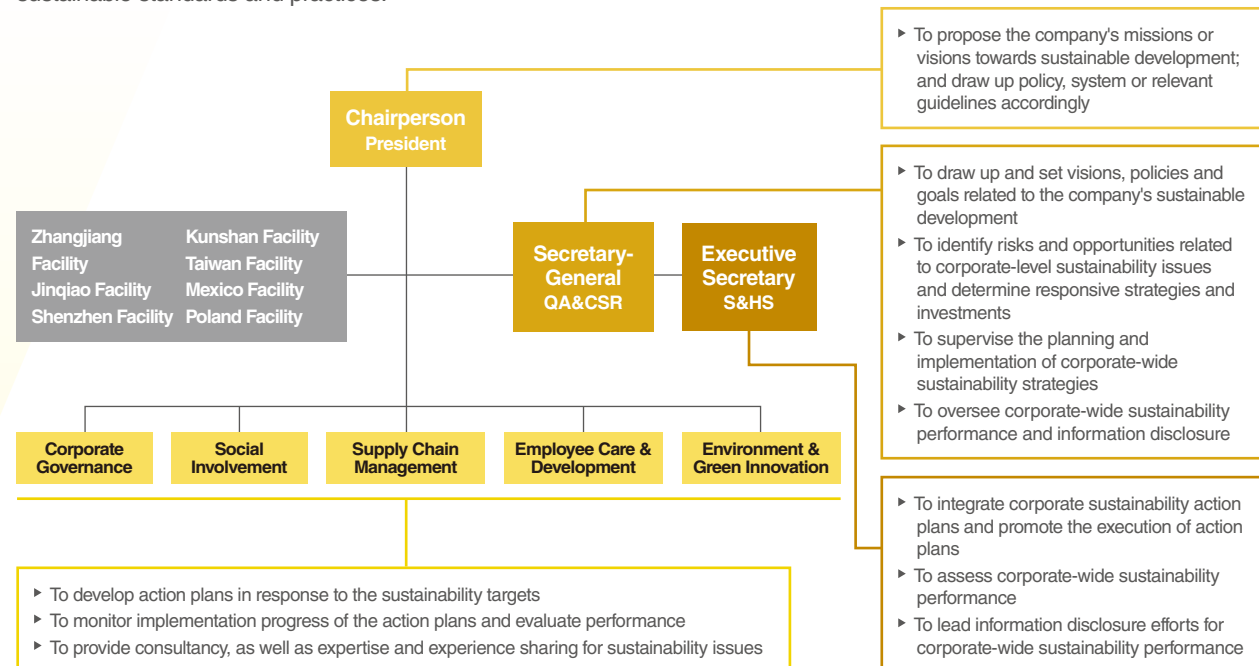 sustainable standards and practices.
Chairperson
President
Zhangjiang
Facility
Jinqiao Facility
Shenzhen Facility
Kunshan Facility
Taiwan Facility
Mexico Facility
Poland Facility
Secretary-
General
QA&CSR
Executive
Secretary
S&HS
Corporate
Governance
Social
Involvement
Supply Chain
Management
Employee Care &
Development
Environment &
Green Innovation
▸ To develop action plans in response to the sustainability targets
▸ To monitor implementation progress of the action plans and evaluate performance
▸ To provide consultancy, as well as expertise and experience sharing for sustainability issues
▸ To propose the company's missions or
visions towards sustainable development;
and draw up policy, system or relevant
guidelines accordingly
▸ To draw up and set visions, policies and
goals related to the company's sustainable
development
▸ To identify risks and opportunities related
to corporate-level sustainability issues
and determine responsive strategies and
investments
▸ To supervise the planning and
implementation of corporate-wide
sustainability strategies
▸ To oversee corporate-wide sustainability
performance and information disclosure
▸ To integrate corporate sustainability action
plans and promote the execution of action
plans
▸ To assess corporate-wide sustainability
performance
▸ To lead information disclosure efforts for
corporate-wide sustainability performance